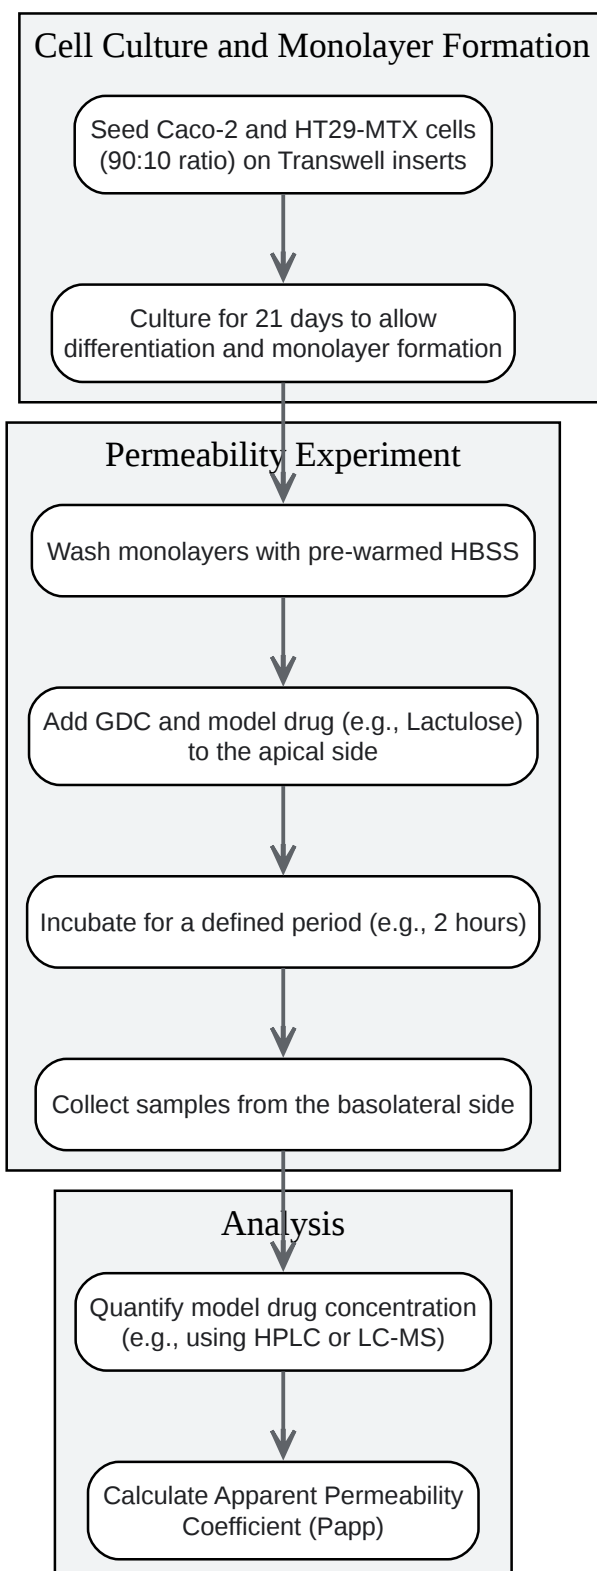 Cell Culture and Monolayer Formation
Seed Caco-2 and HT29-MTX cells
(90:10 ratio) on Transwell inserts
Culture for 21 days to allow
differentiation and monolayer formation
Permeability Experiment
Wash monolayers with pre-warmed HBSS
Add GDC and model drug (e.g., Lactulose)
to the apical side
Incubate for a defined period (e.g., 2 hours)
Collect samples from the basolateral side
Analysis
Quantify model drug concentration
(e.g., using HPLC or LC-MS)
Calculate Apparent Permeability
Coefficient (Papp)